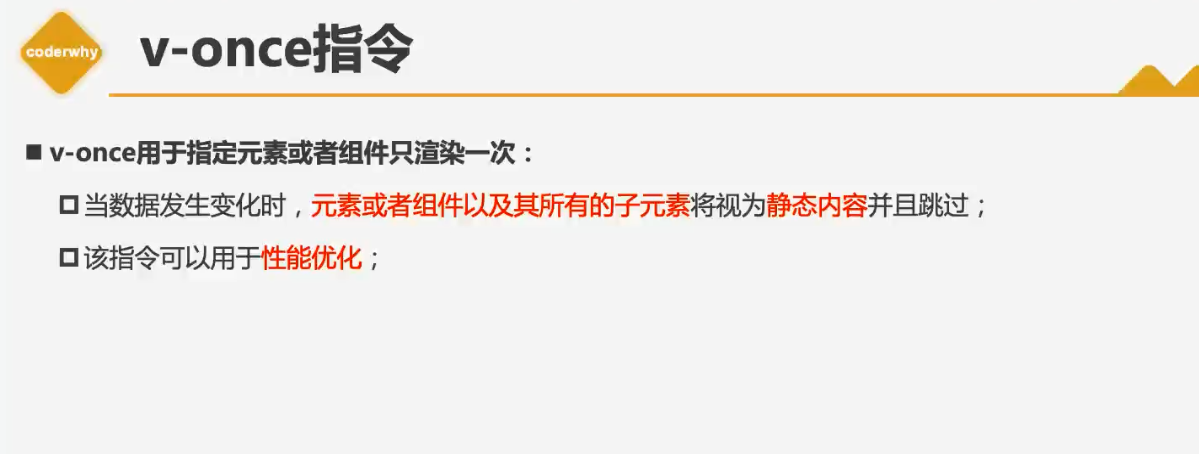 coderwhy
v-once指令
v-once用于指定元素或者组件只渲染一次：
当数据发生变化时，元素或者组件以及其所有的子元素将视为静态内容并且跳过；
该指令可以用于性能优化；